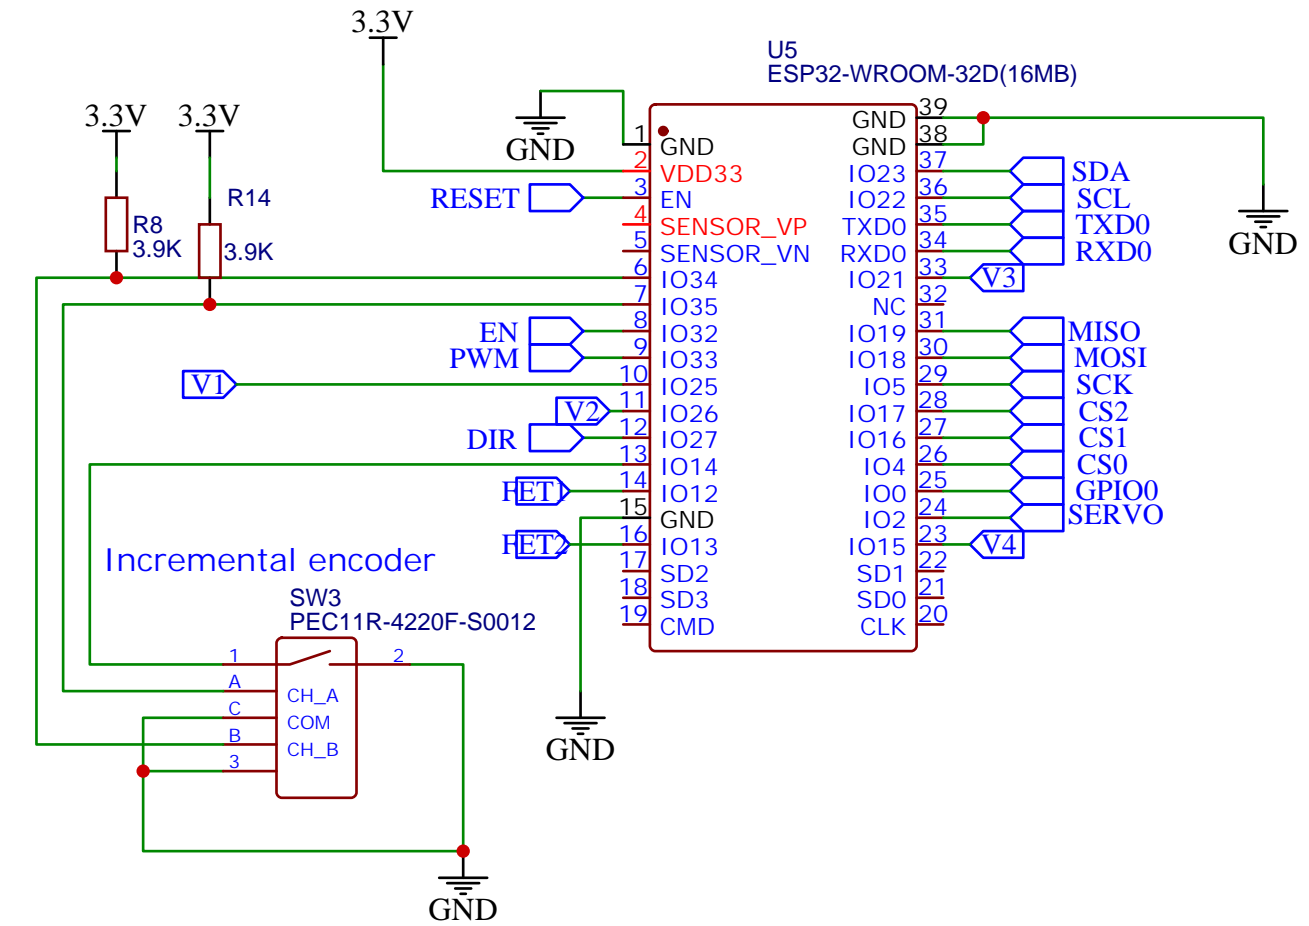 3.3V
U5
ESP32-WROOM-32D(16MB)
3.3V
3.3V
GND
R8
3.9K
R14
3.9K
RESET
EN
PWM
V1
V2
DIR
FET1
FET2
1 GND
2 VDD33
3 EN
4 SENSOR_VP
5 SENSOR_VN
6 IO34
7 IO35
8 IO32
9 IO33
10 IO25
11 IO26
12 IO27
13 IO14
14 IO12
15 GND
16 IO13
17 SD2
18 SD3
19 CMD
GND 39
GND 38
IO23 37 SDA
IO22 36 SCL
TXD0 35 TXD0
RXD0 34 RXD0
IO21 33 V3
NC 32
IO19 31 MISO
IO18 30 MOSI
IO5 29 SCK
IO17 28 CS2
IO16 27 CS1
IO4 26 CS0
IO0 25 GPIO0
IO2 24 SERVO
IO15 23 V4
SD1 22
SD0 21
CLK 20
GND
Incremental encoder
SW3
PEC11R-4220F-S0012
1 2
A CH_A
C COM
B CH_B
3
GND
GND